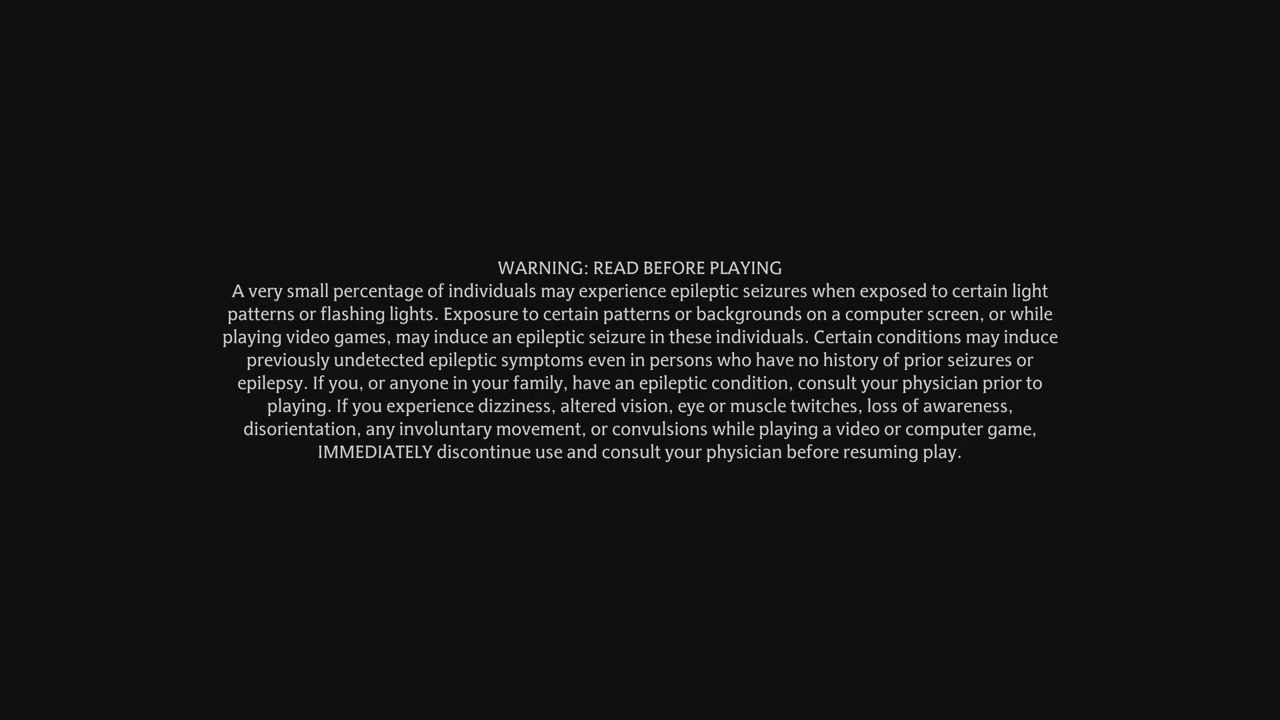 WARNING: READ BEFORE PLAYING
A very small percentage of individuals may experience epileptic seizures when exposed to certain light
patterns or flashing lights. Exposure to certain patterns or backgrounds on a computer screen, or while
playing video games, may induce an epileptic seizure in these individuals. Certain conditions may induce
previously undetected epileptic symptoms even in persons who have no history of prior seizures or
epilepsy. If you, or anyone in your family, have an epileptic condition, consult your physician prior to
playing. If you experience dizziness, altered vision, eye or muscle twitches, loss of awareness,
disorientation, any involuntary movement, or convulsions while playing a video or computer game,
IMMEDIATELY discontinue use and consult your physician before resuming play.